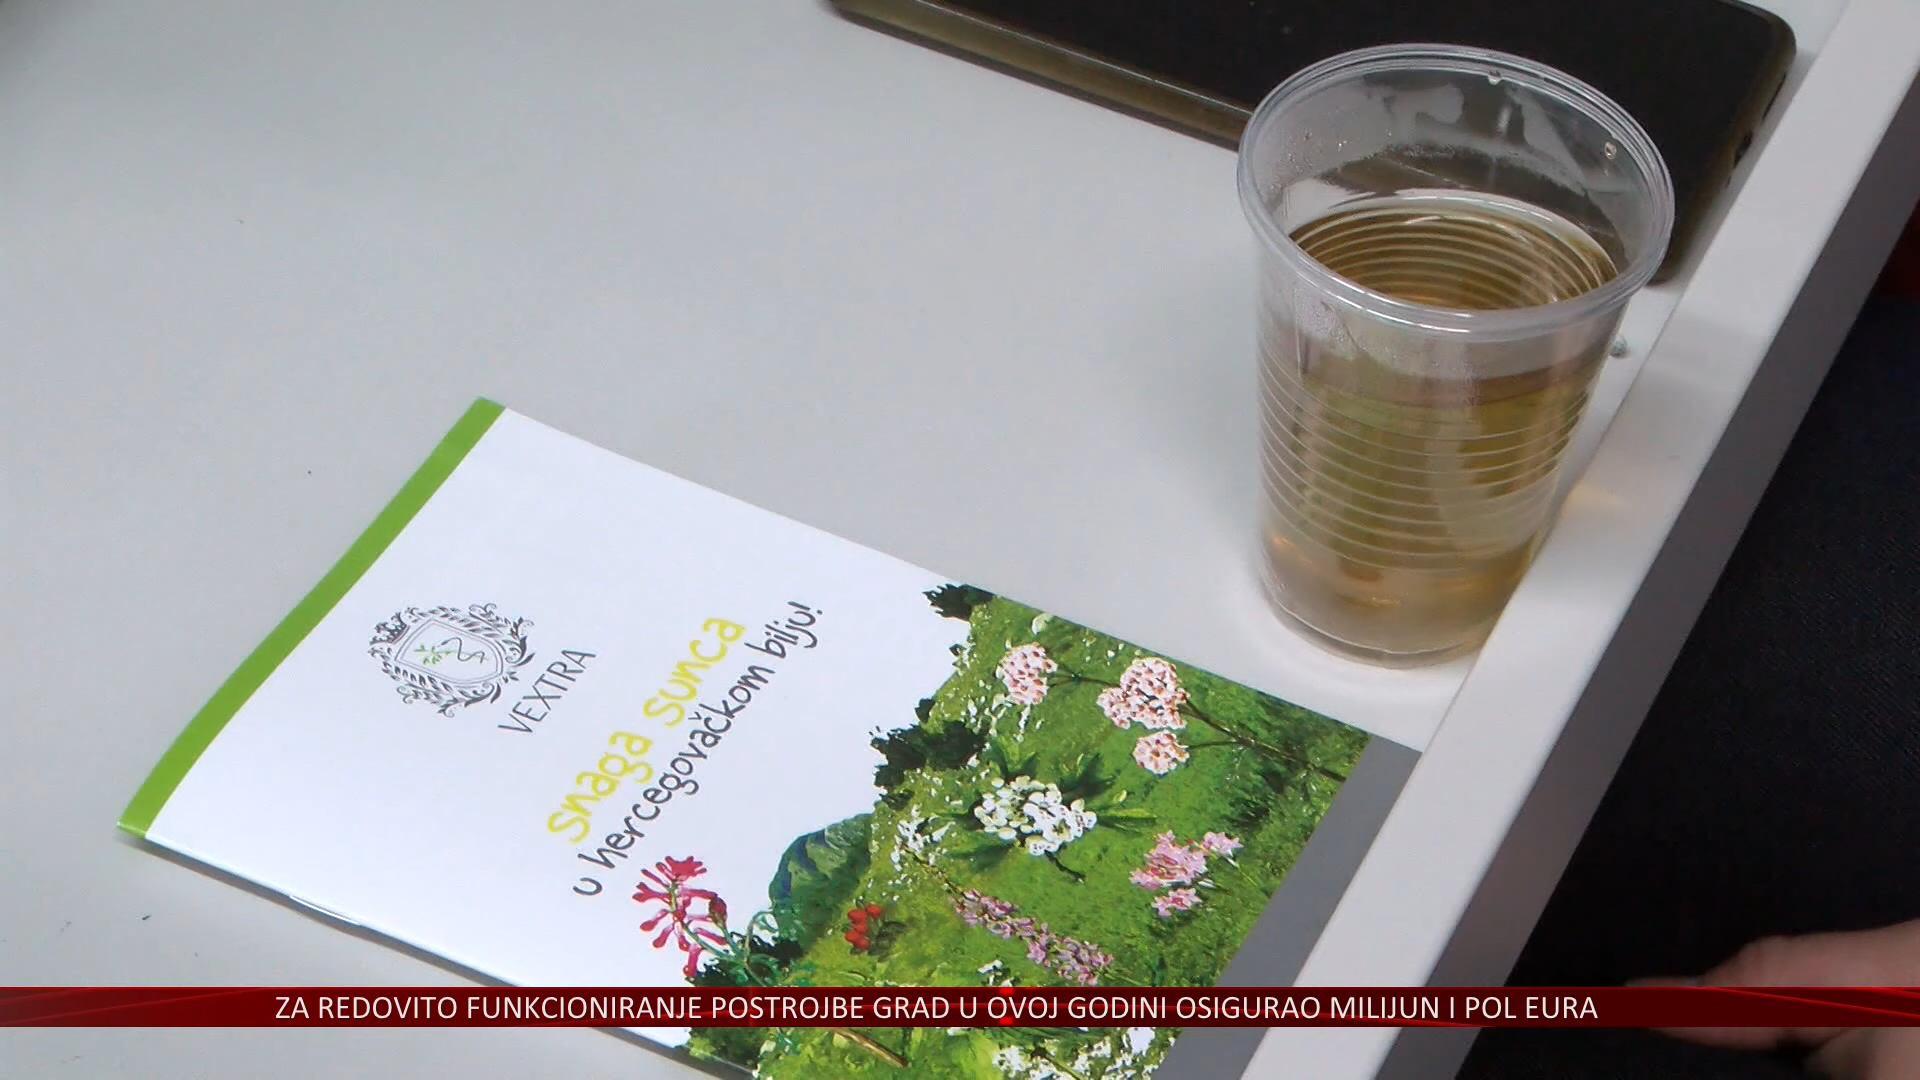 VEXTRA
Snaga sunca
u hercegovačkom bilju!
ZA REDOVITO FUNKCIONIRANJE POSTROJBE GRAD U OVOJ GODINI OSIGURAO MILIJUN I POL EURA